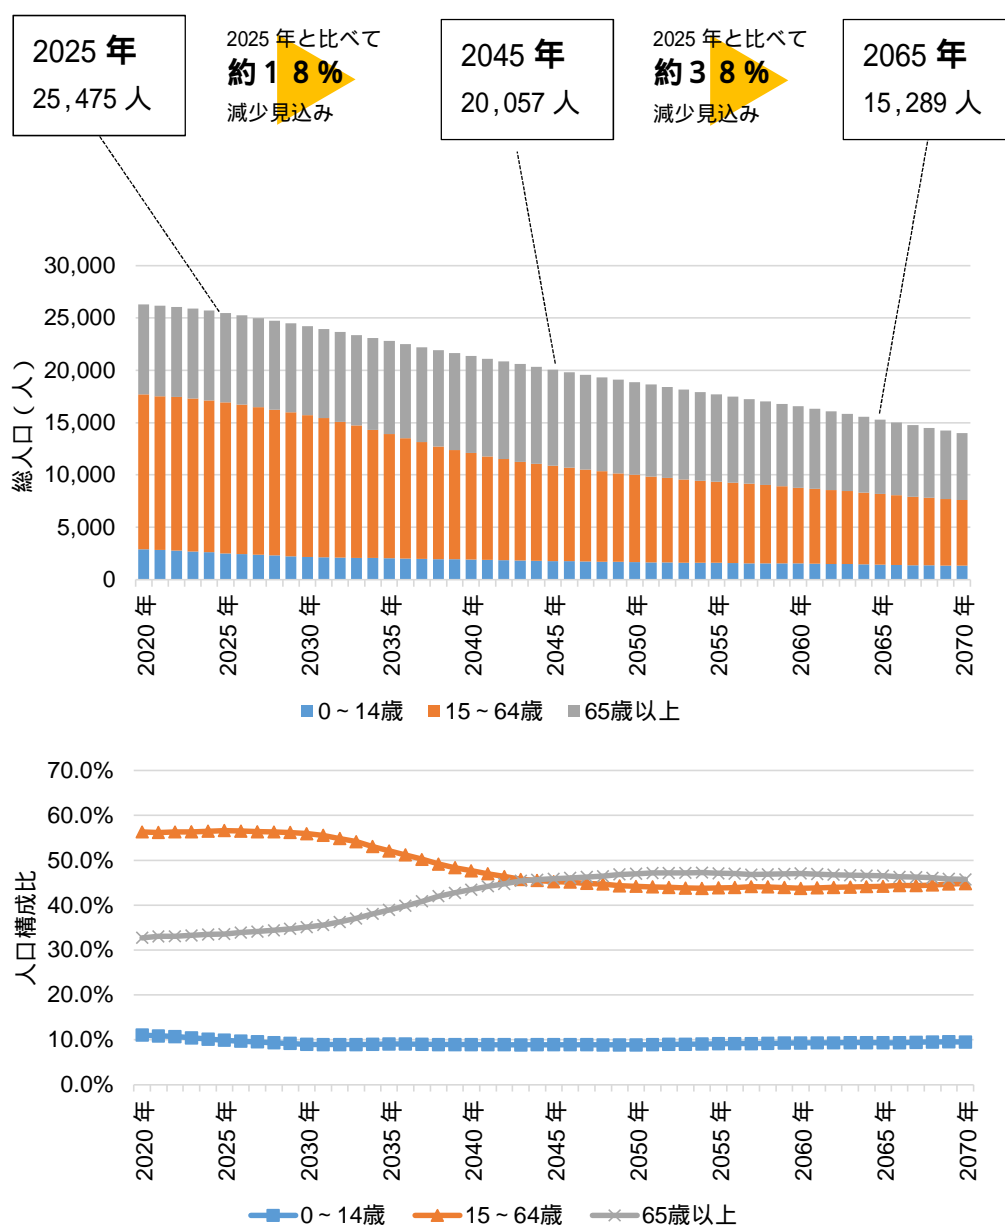 2025 年
25,475 人
2025 年と比べて
約18%
減少見込み
2045 年
20,057 人
2025 年と比べて
約38%
減少見込み
2065 年
15,289 人
総人口（人）
30,000
25,000
20,000
15,000
10,000
5,000
0
2020 年
2025 年
2030 年
2035 年
2040 年
2045 年
2050 年
2055 年
2060 年
2065 年
2070 年
0～14歳 15～64歳 65歳以上
人口構成比
70.0%
60.0%
50.0%
40.0%
30.0%
20.0%
10.0%
0.0%
2020 年
2025 年
2030 年
2035 年
2040 年
2045 年
2050 年
2055 年
2060 年
2065 年
2070 年
0～14歳 15～64歳 65歳以上